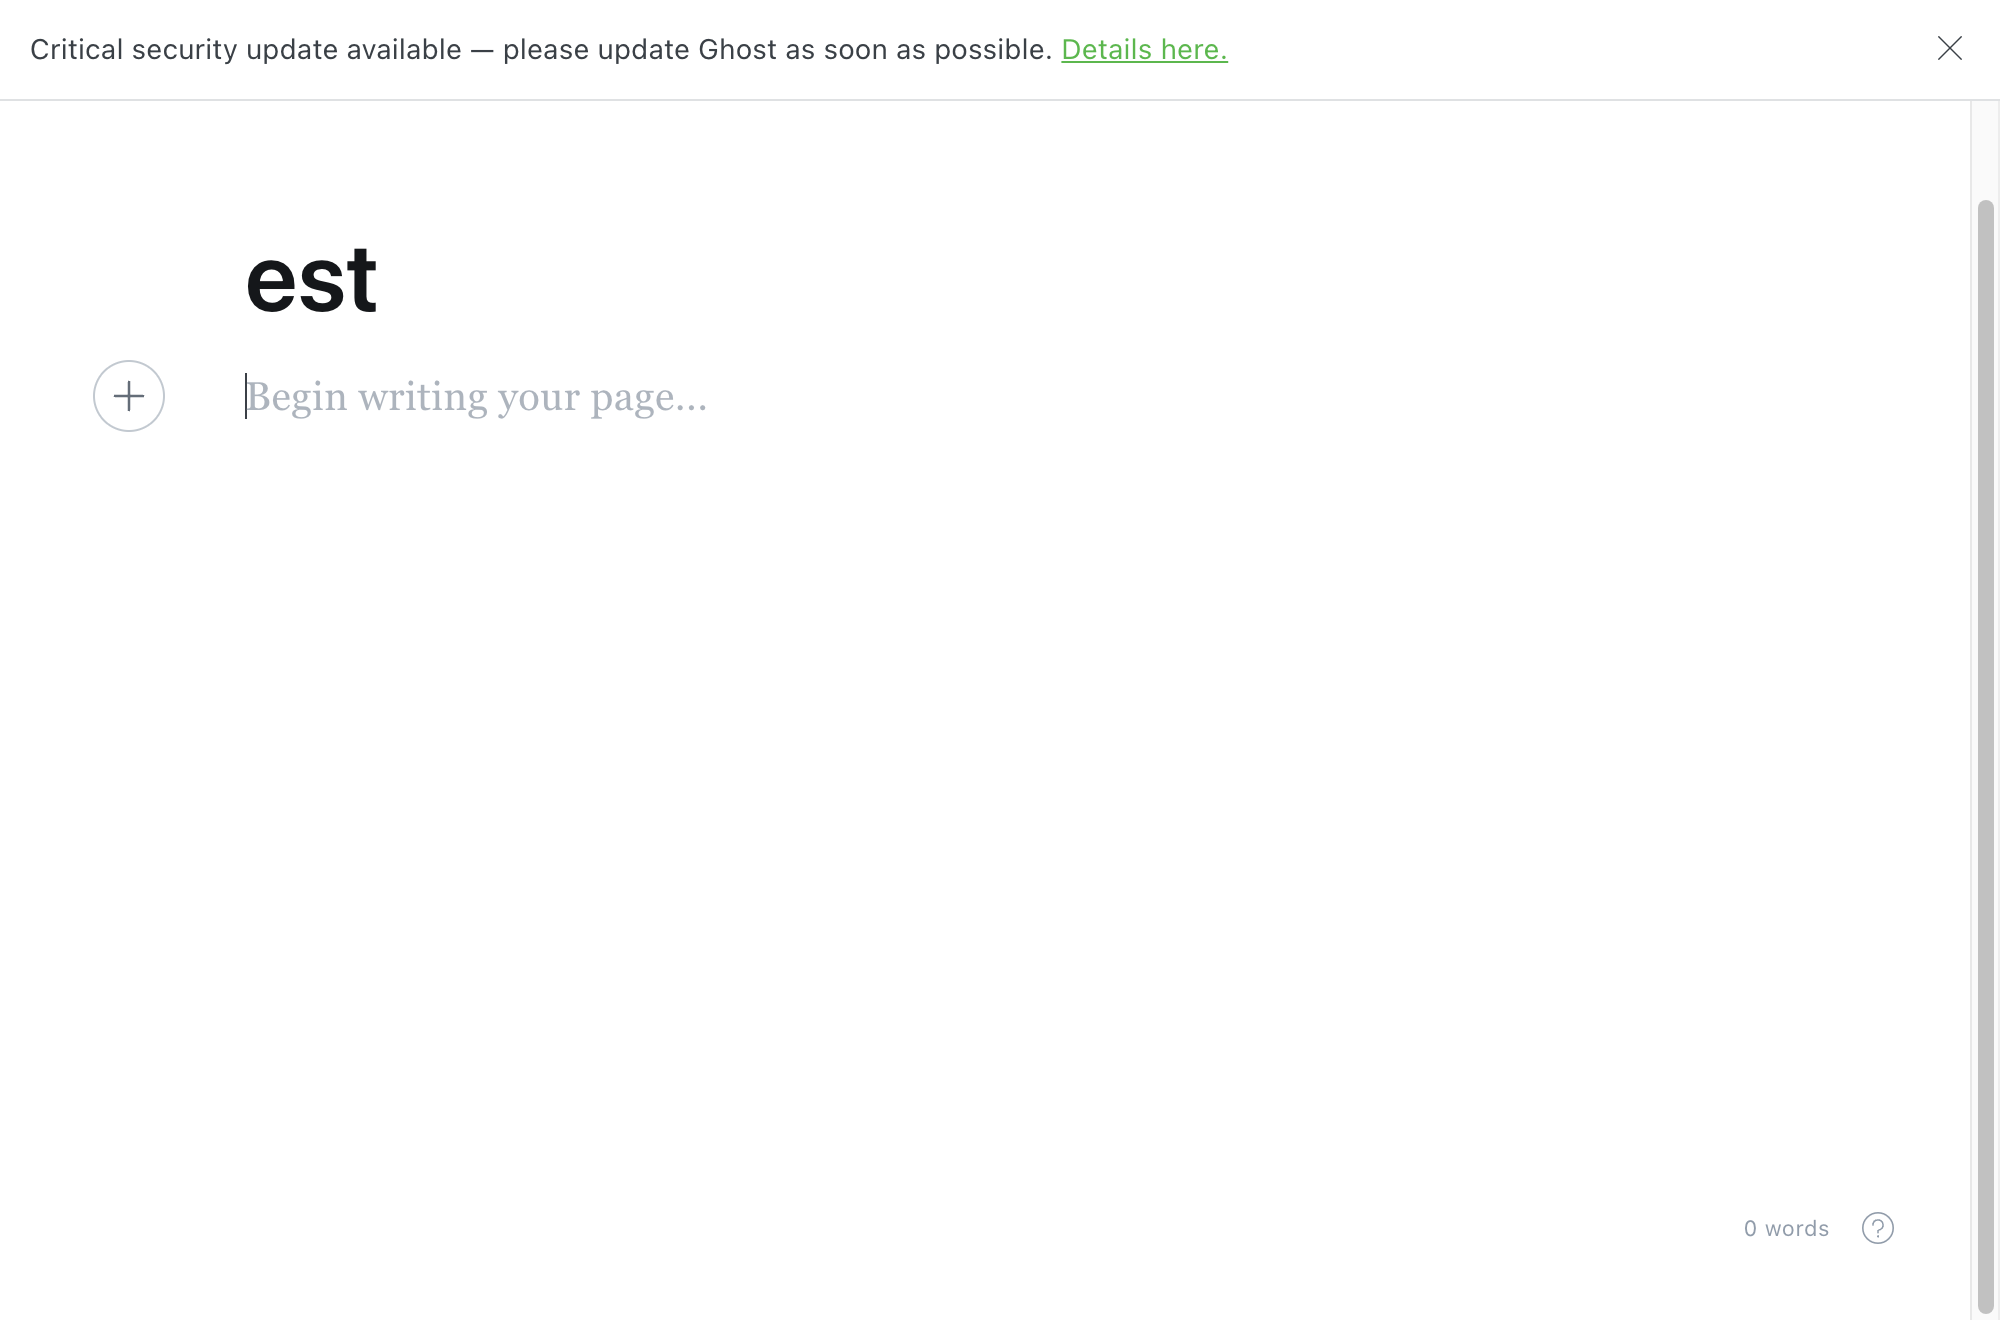 Critical security update available — please update Ghost as soon as possible. Details here.
est
Begin writing your page...
0 words
?